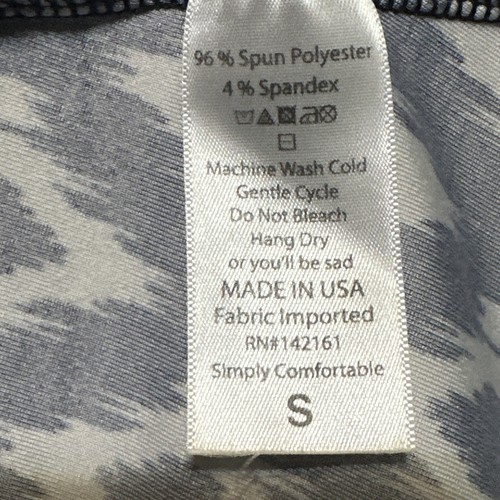 96 % Spun Polyester
4 % Spandex
Machine Wash Cold
Gentle Cycle
Do Not Bleach
Hang Dry
or you'll be sad
MADE IN USA
Fabric Imported
RN#142161
Simply Comfortable
S